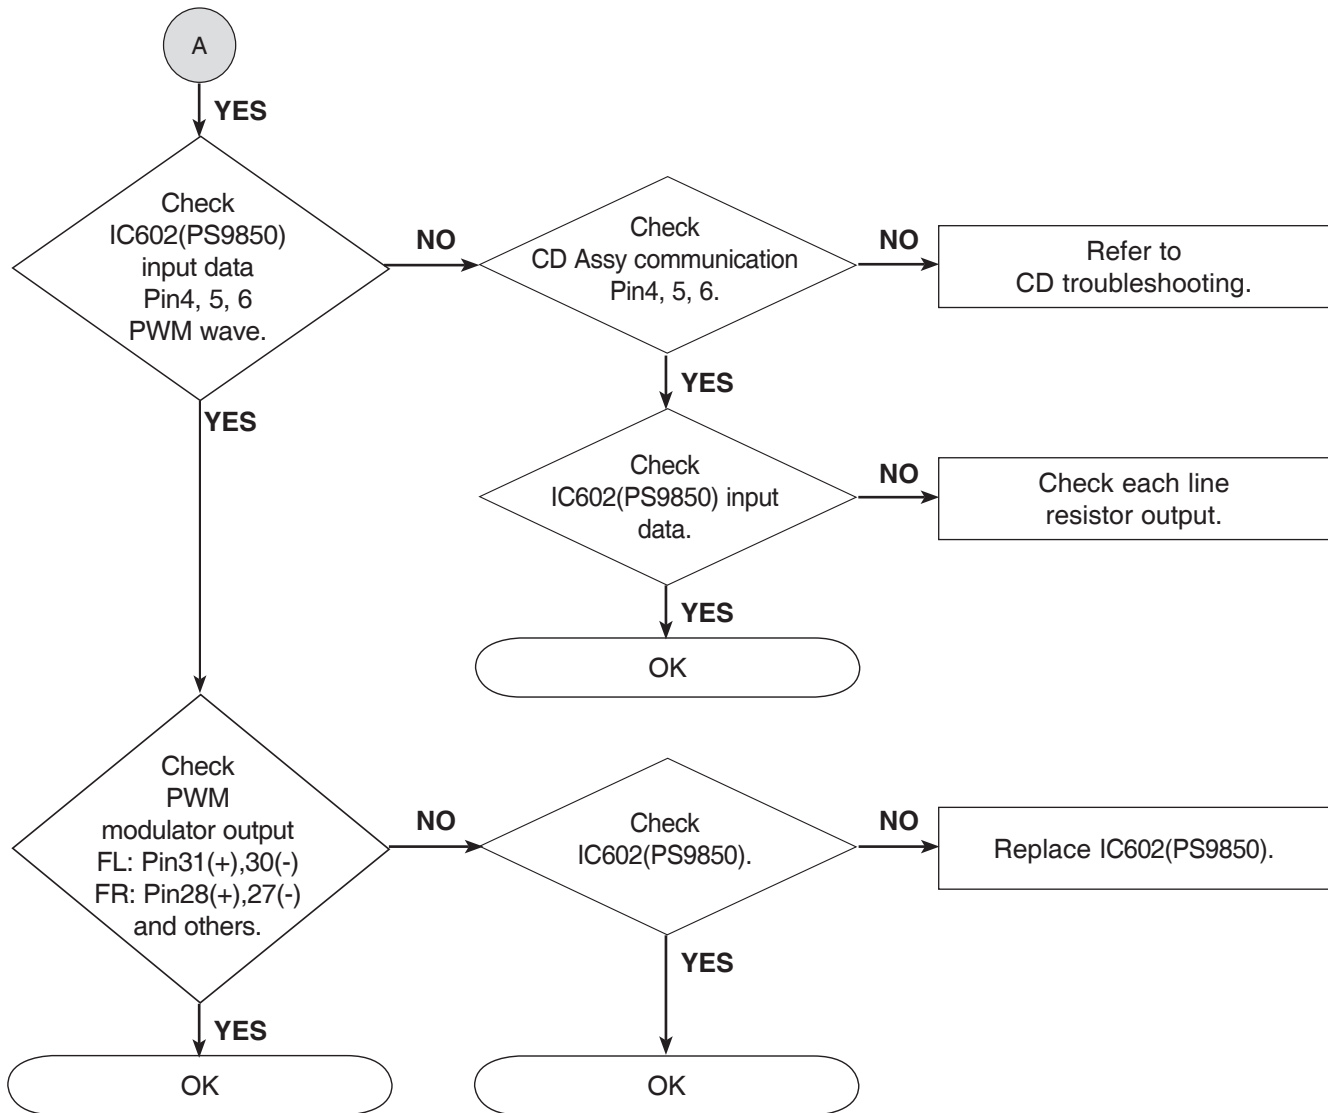 A
YES
Check
IC602(PS9850)
input data
Pin4, 5, 6
PWM wave.
NO
Check
CD Assy communication
Pin4, 5, 6.
NO
Refer to
CD troubleshooting.
YES
YES
Check
IC602(PS9850) input
data.
NO
Check each line
resistor output.
YES
OK
Check
PWM
modulator output
FL: Pin31(+),30(-)
FR: Pin28(+),27(-)
and others.
NO
Check
IC602(PS9850).
NO
Replace IC602(PS9850).
YES
YES
OK
OK